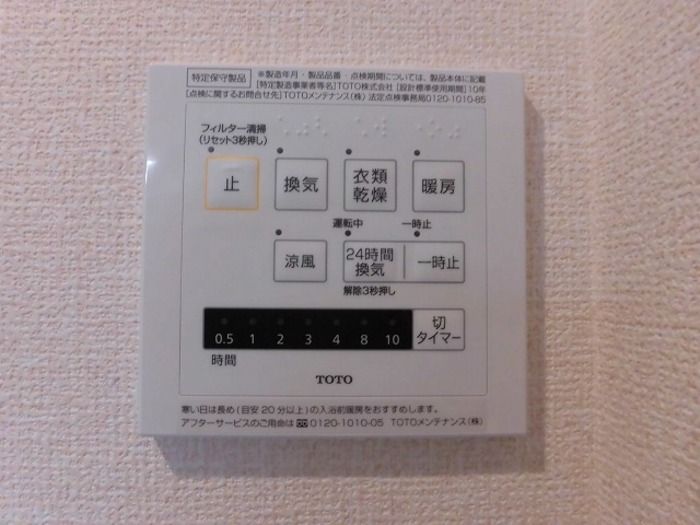 特定保守製品 ※製造年月・製品品番・点検期間については、製品本体に記載
[特定製造事業者等名]TOTO株式会社 [設計標準使用期間]10年
[点検に関するお問合せ先]TOTOメンテナンス(株) 法定点検事務局0120-1010-85
フィルター清掃
(リセット3秒押し)
止 換気 衣類乾燥 暖房
運転中 一時止
涼風 24時間換気 一時止
解除3秒押し
0.5 1 2 3 4 8 10 切タイマー
時間
TOTO
寒い日は長め(目安20分以上)の入浴前暖房をおすすめします。
アフターサービスのご用命は 0120-1010-05 TOTOメンテナンス(株)